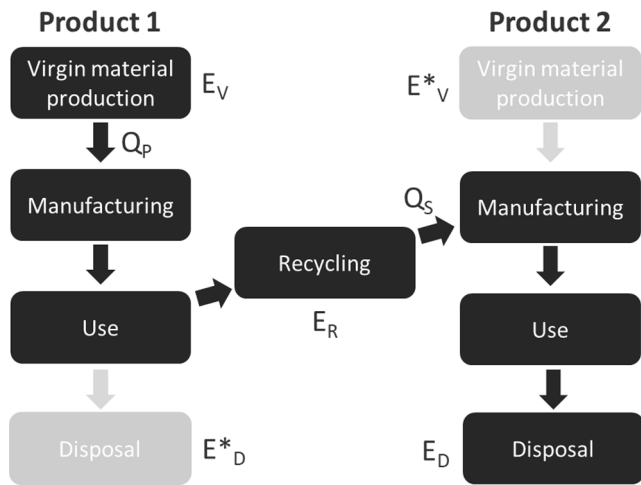 Product 1
Virgin material
production
E_V
Q_P
Manufacturing
Use
Disposal
E*_D
Recycling
E_R
Q_S
Product 2
Virgin material
production
E*_V
Manufacturing
Use
Disposal
E_D